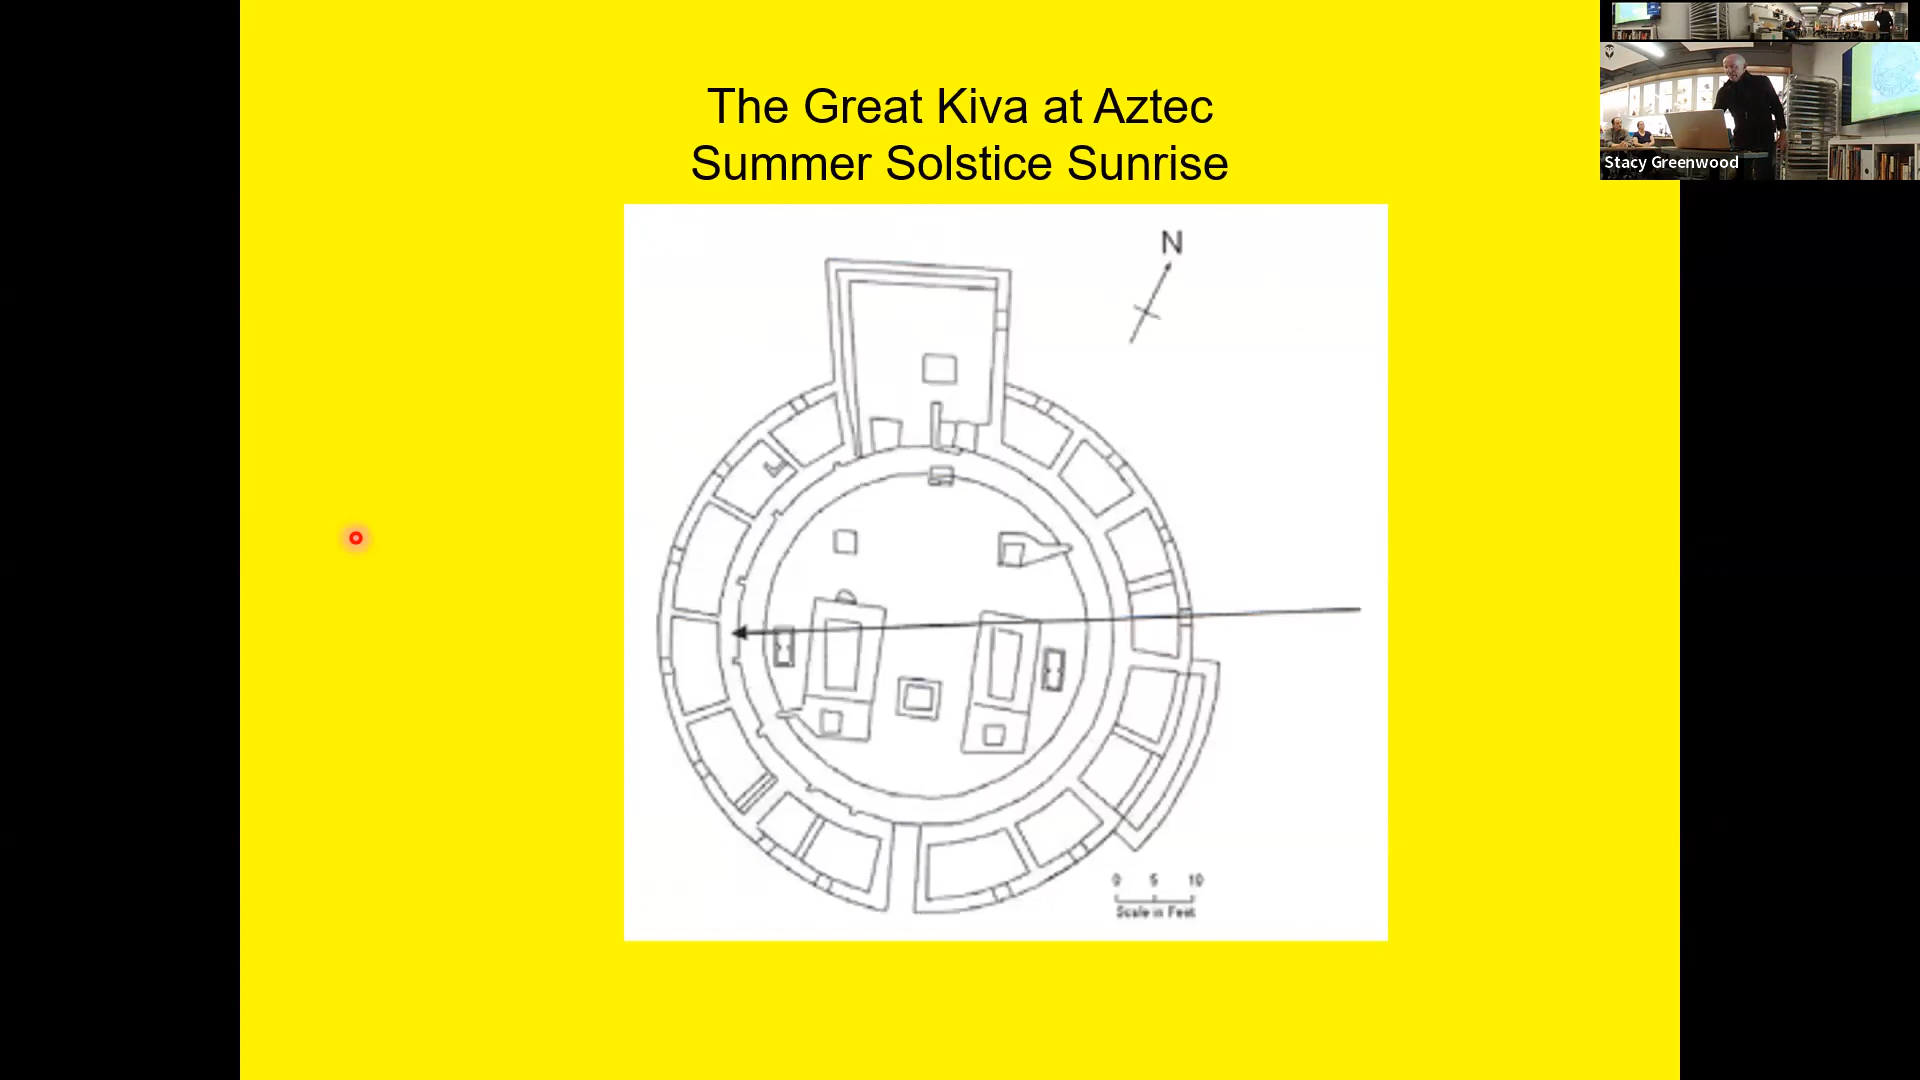 The Great Kiva at Aztec
Summer Solstice Sunrise
N
0 5 10
Scale in Feet
Stacy Greenwood